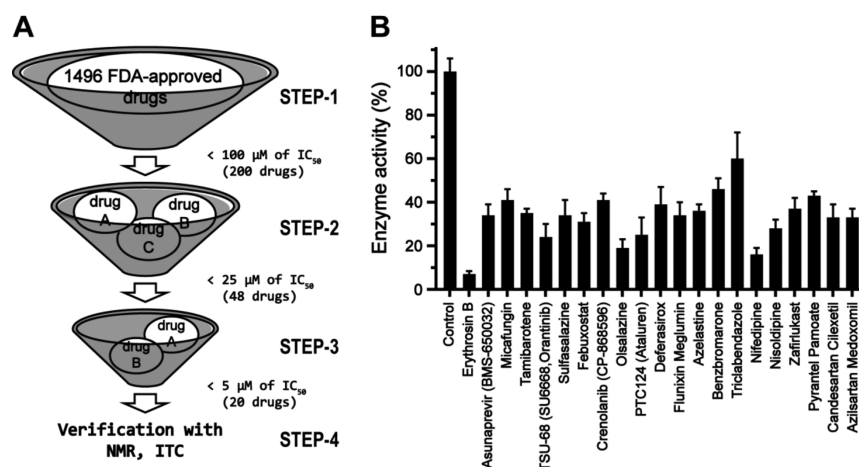 A
1496 FDA-approved
drugs
STEP-1
< 100 µM of IC50
(200 drugs)
drug
A
drug
B
drug
C
STEP-2
< 25 µM of IC50
(48 drugs)
drug
A
drug
B
STEP-3
< 5 µM of IC50
(20 drugs)
Verification with
NMR, ITC
STEP-4
B
Enzyme activity (%)
100
80
60
40
20
0
Control
Erythrosin B
Asunaprevir (BMS-650032)
Micafungin
Tamibarotene
TSU-68 (SU6668,Orantinib)
Sulfasalazine
Febuxostat
Crenolanib (CP-868596)
Olsalazine
PTC124 (Ataluren)
Deferasirox
Flunixin Meglumin
Azelastine
Benzbromarone
Triclabendazole
Nifedipine
Nisoldipine
Zafirlukast
Pyrantel Pamoate
Candesartan Cilexetil
Azilsartan Medoxomil